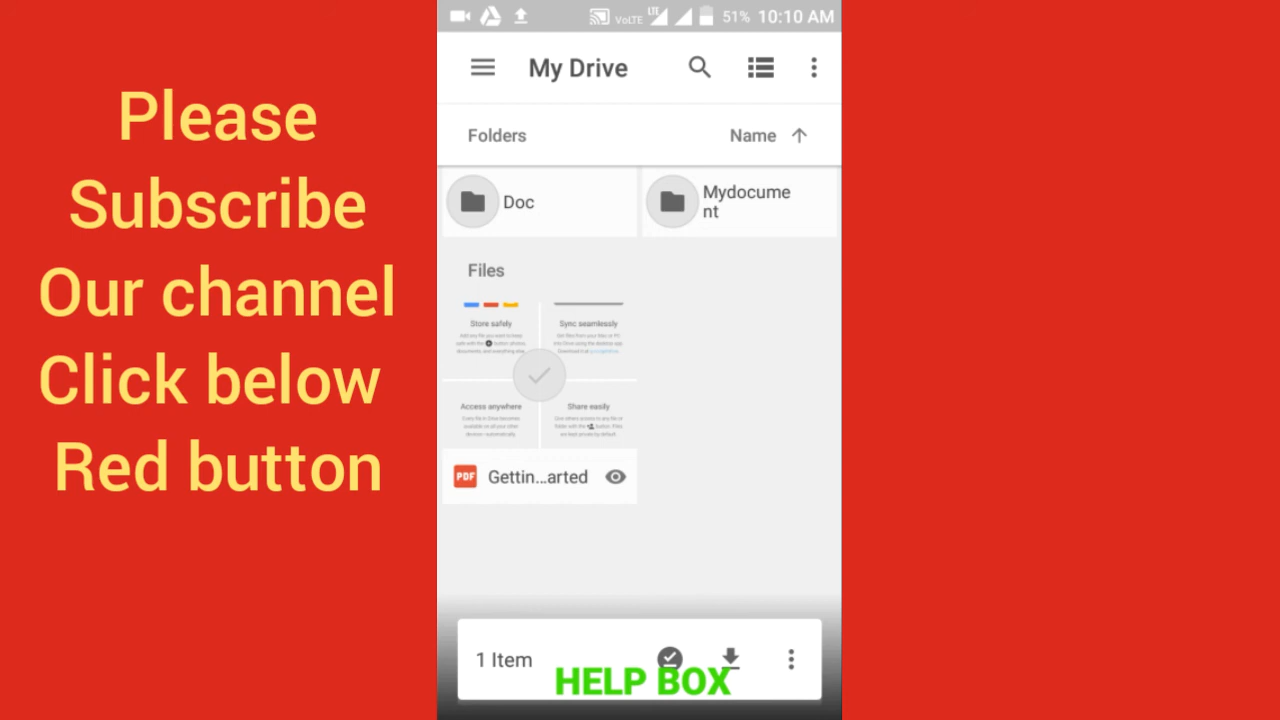 Please
Subscribe
Our channel
Click below
Red button
VoLTE LTE 51% 10:10 AM
My Drive
Folders Name
Doc
Mydocume
nt
Files
Store safely
Sync seamlessly
Access anywhere
Share easily
PDF Gettin...arted
1 Item
HELP BOX